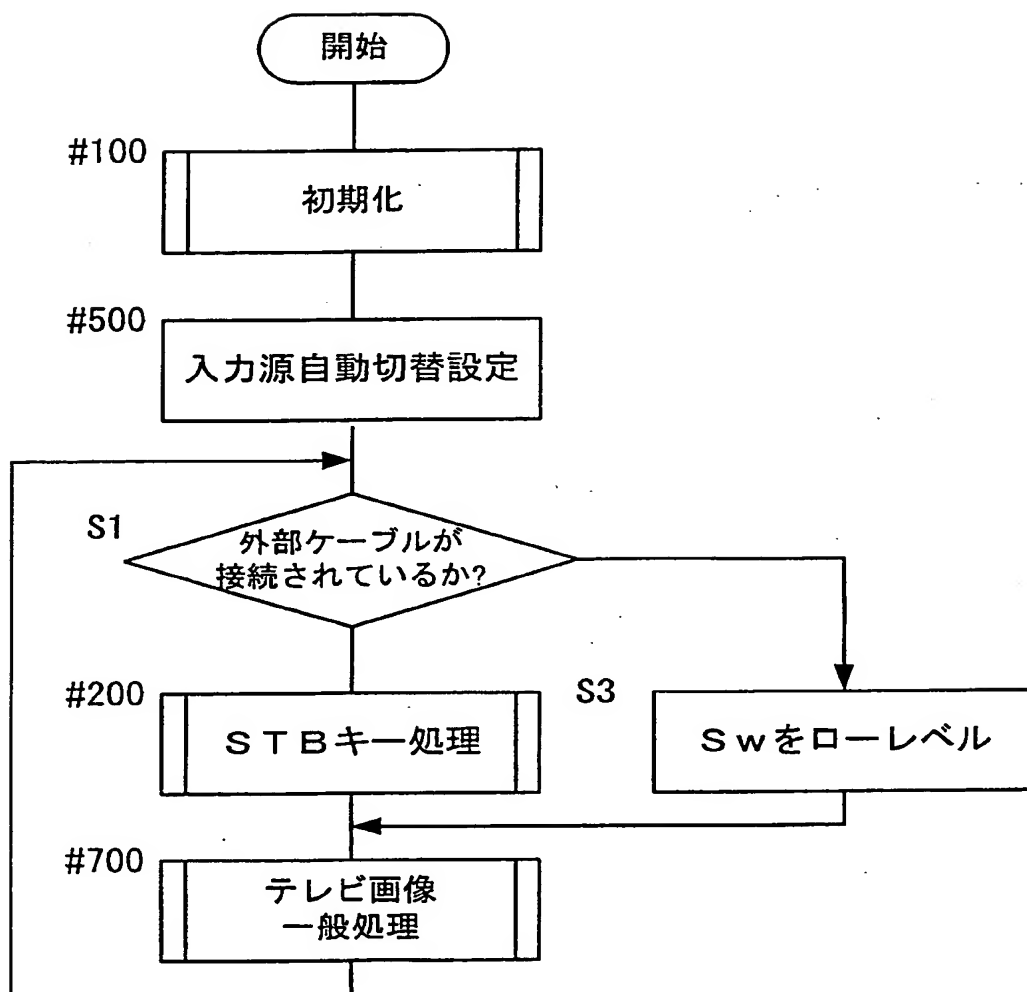 開始
#100
初期化
#500
入力源自動切替設定
S1
外部ケーブルが
接続されているか?
#200
STBキー処理
S3
Swをローレベル
#700
テレビ画像
一般処理